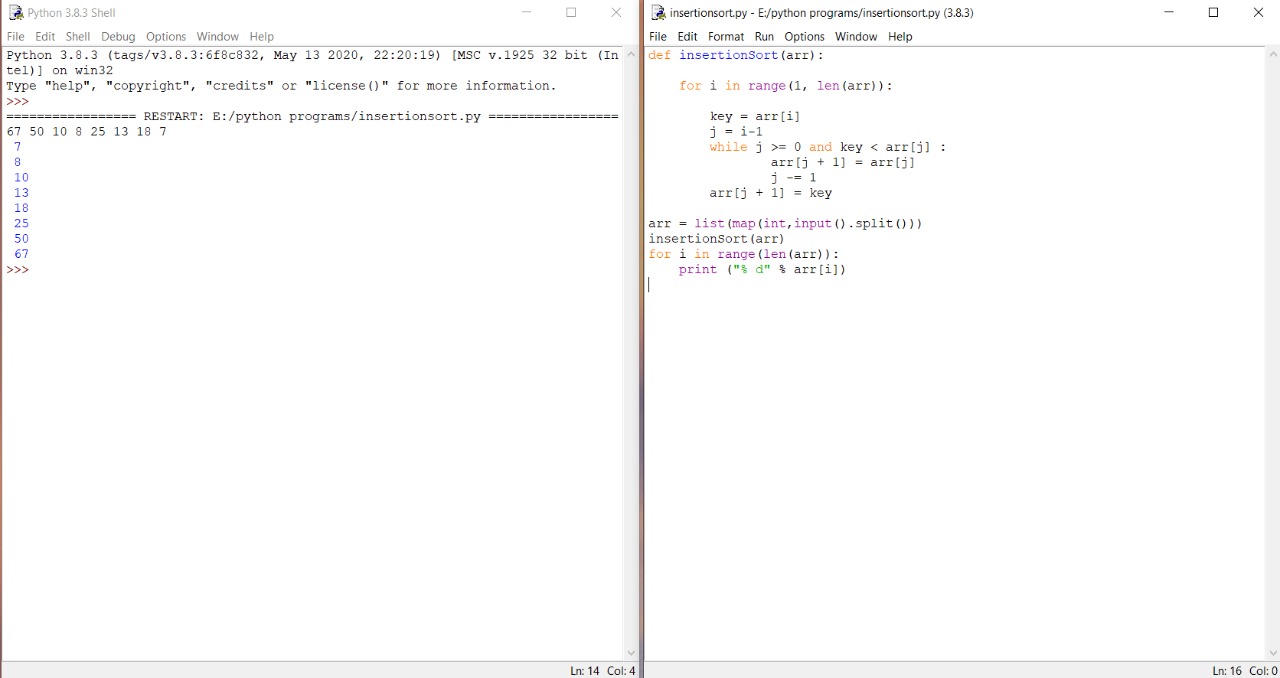 Python 3.8.3 Shell
File Edit Shell Debug Options Window Help
Python 3.8.3 (tags/v3.8.3:6f8c832, May 13 2020, 22:20:19) [MSC v.1925 32 bit (In
tel)] on win32
Type "help", "copyright", "credits" or "license()" for more information.
>>>
================= RESTART: E:/python programs/insertionsort.py =================
67 50 10 8 25 13 18 7
 7
 8
 10
 13
 18
 25
 50
 67
>>>
Ln: 14 Col: 4
insertionsort.py - E:/python programs/insertionsort.py (3.8.3)
File Edit Format Run Options Window Help
def insertionSort(arr):
    for i in range(1, len(arr)):
        key = arr[i]
        j = i-1
        while j >= 0 and key < arr[j] :
                arr[j + 1] = arr[j]
                j -= 1
        arr[j + 1] = key
arr = list(map(int,input().split()))
insertionSort(arr)
for i in range(len(arr)):
    print ("% d" % arr[i])
Ln: 16 Col: 0